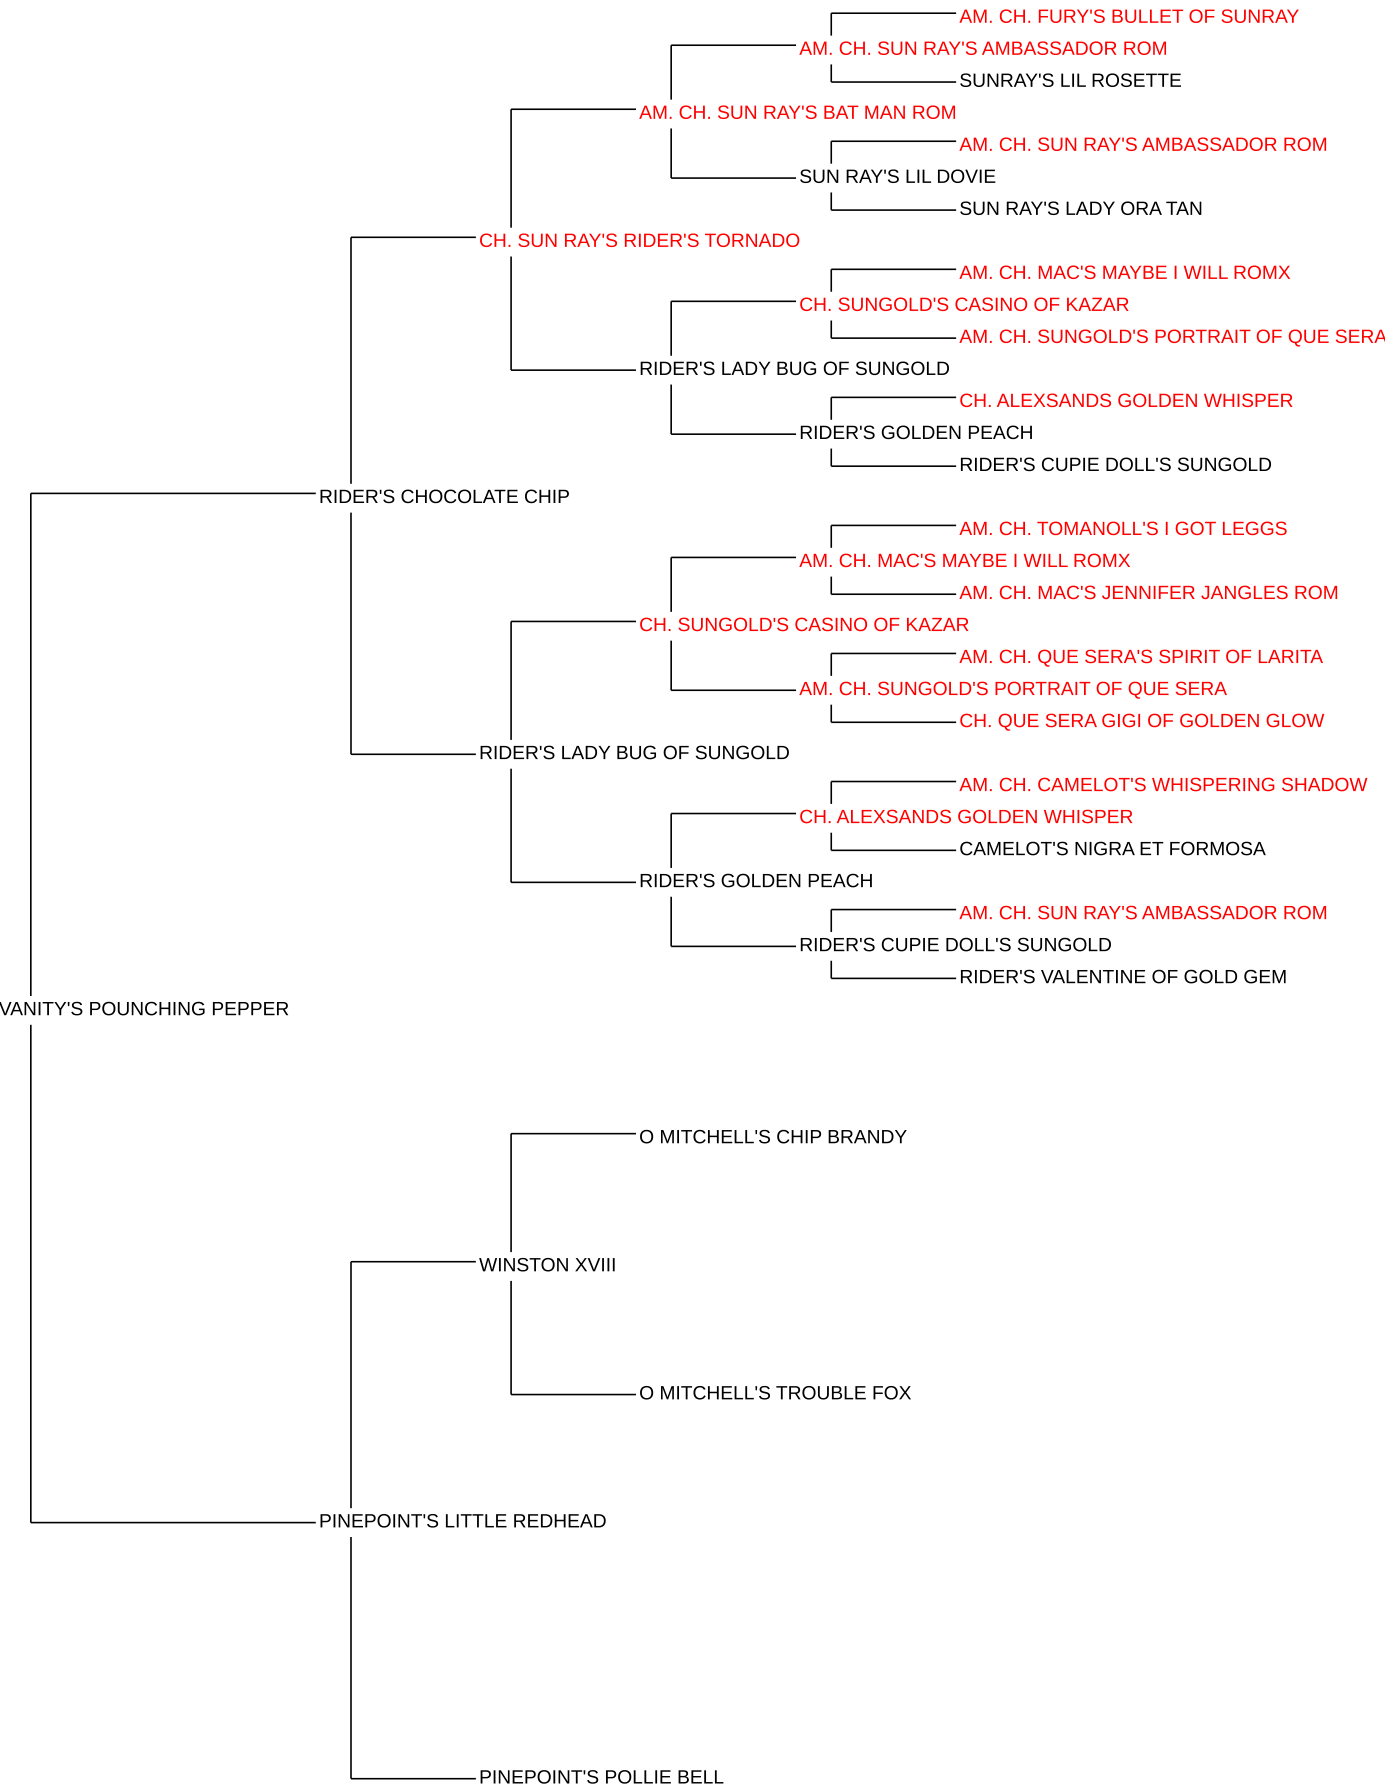 AM. CH. FURY'S BULLET OF SUNRAY
AM. CH. SUN RAY'S AMBASSADOR ROM
SUNRAY'S LIL ROSETTE
AM. CH. SUN RAY'S BAT MAN ROM
AM. CH. SUN RAY'S AMBASSADOR ROM
SUN RAY'S LIL DOVIE
SUN RAY'S LADY ORA TAN
CH. SUN RAY'S RIDER'S TORNADO
AM. CH. MAC'S MAYBE I WILL ROMX
CH. SUNGOLD'S CASINO OF KAZAR
AM. CH. SUNGOLD'S PORTRAIT OF QUE SERA
RIDER'S LADY BUG OF SUNGOLD
CH. ALEXSANDS GOLDEN WHISPER
RIDER'S GOLDEN PEACH
RIDER'S CUPIE DOLL'S SUNGOLD
RIDER'S CHOCOLATE CHIP
AM. CH. TOMANOLL'S I GOT LEGGS
AM. CH. MAC'S MAYBE I WILL ROMX
AM. CH. MAC'S JENNIFER JANGLES ROM
CH. SUNGOLD'S CASINO OF KAZAR
AM. CH. QUE SERA'S SPIRIT OF LARITA
AM. CH. SUNGOLD'S PORTRAIT OF QUE SERA
CH. QUE SERA GIGI OF GOLDEN GLOW
RIDER'S LADY BUG OF SUNGOLD
AM. CH. CAMELOT'S WHISPERING SHADOW
CH. ALEXSANDS GOLDEN WHISPER
CAMELOT'S NIGRA ET FORMOSA
RIDER'S GOLDEN PEACH
AM. CH. SUN RAY'S AMBASSADOR ROM
RIDER'S CUPIE DOLL'S SUNGOLD
RIDER'S VALENTINE OF GOLD GEM
VANITY'S POUNCHING PEPPER
O MITCHELL'S CHIP BRANDY
WINSTON XVIII
O MITCHELL'S TROUBLE FOX
PINEPOINT'S LITTLE REDHEAD
PINEPOINT'S POLLIE BELL